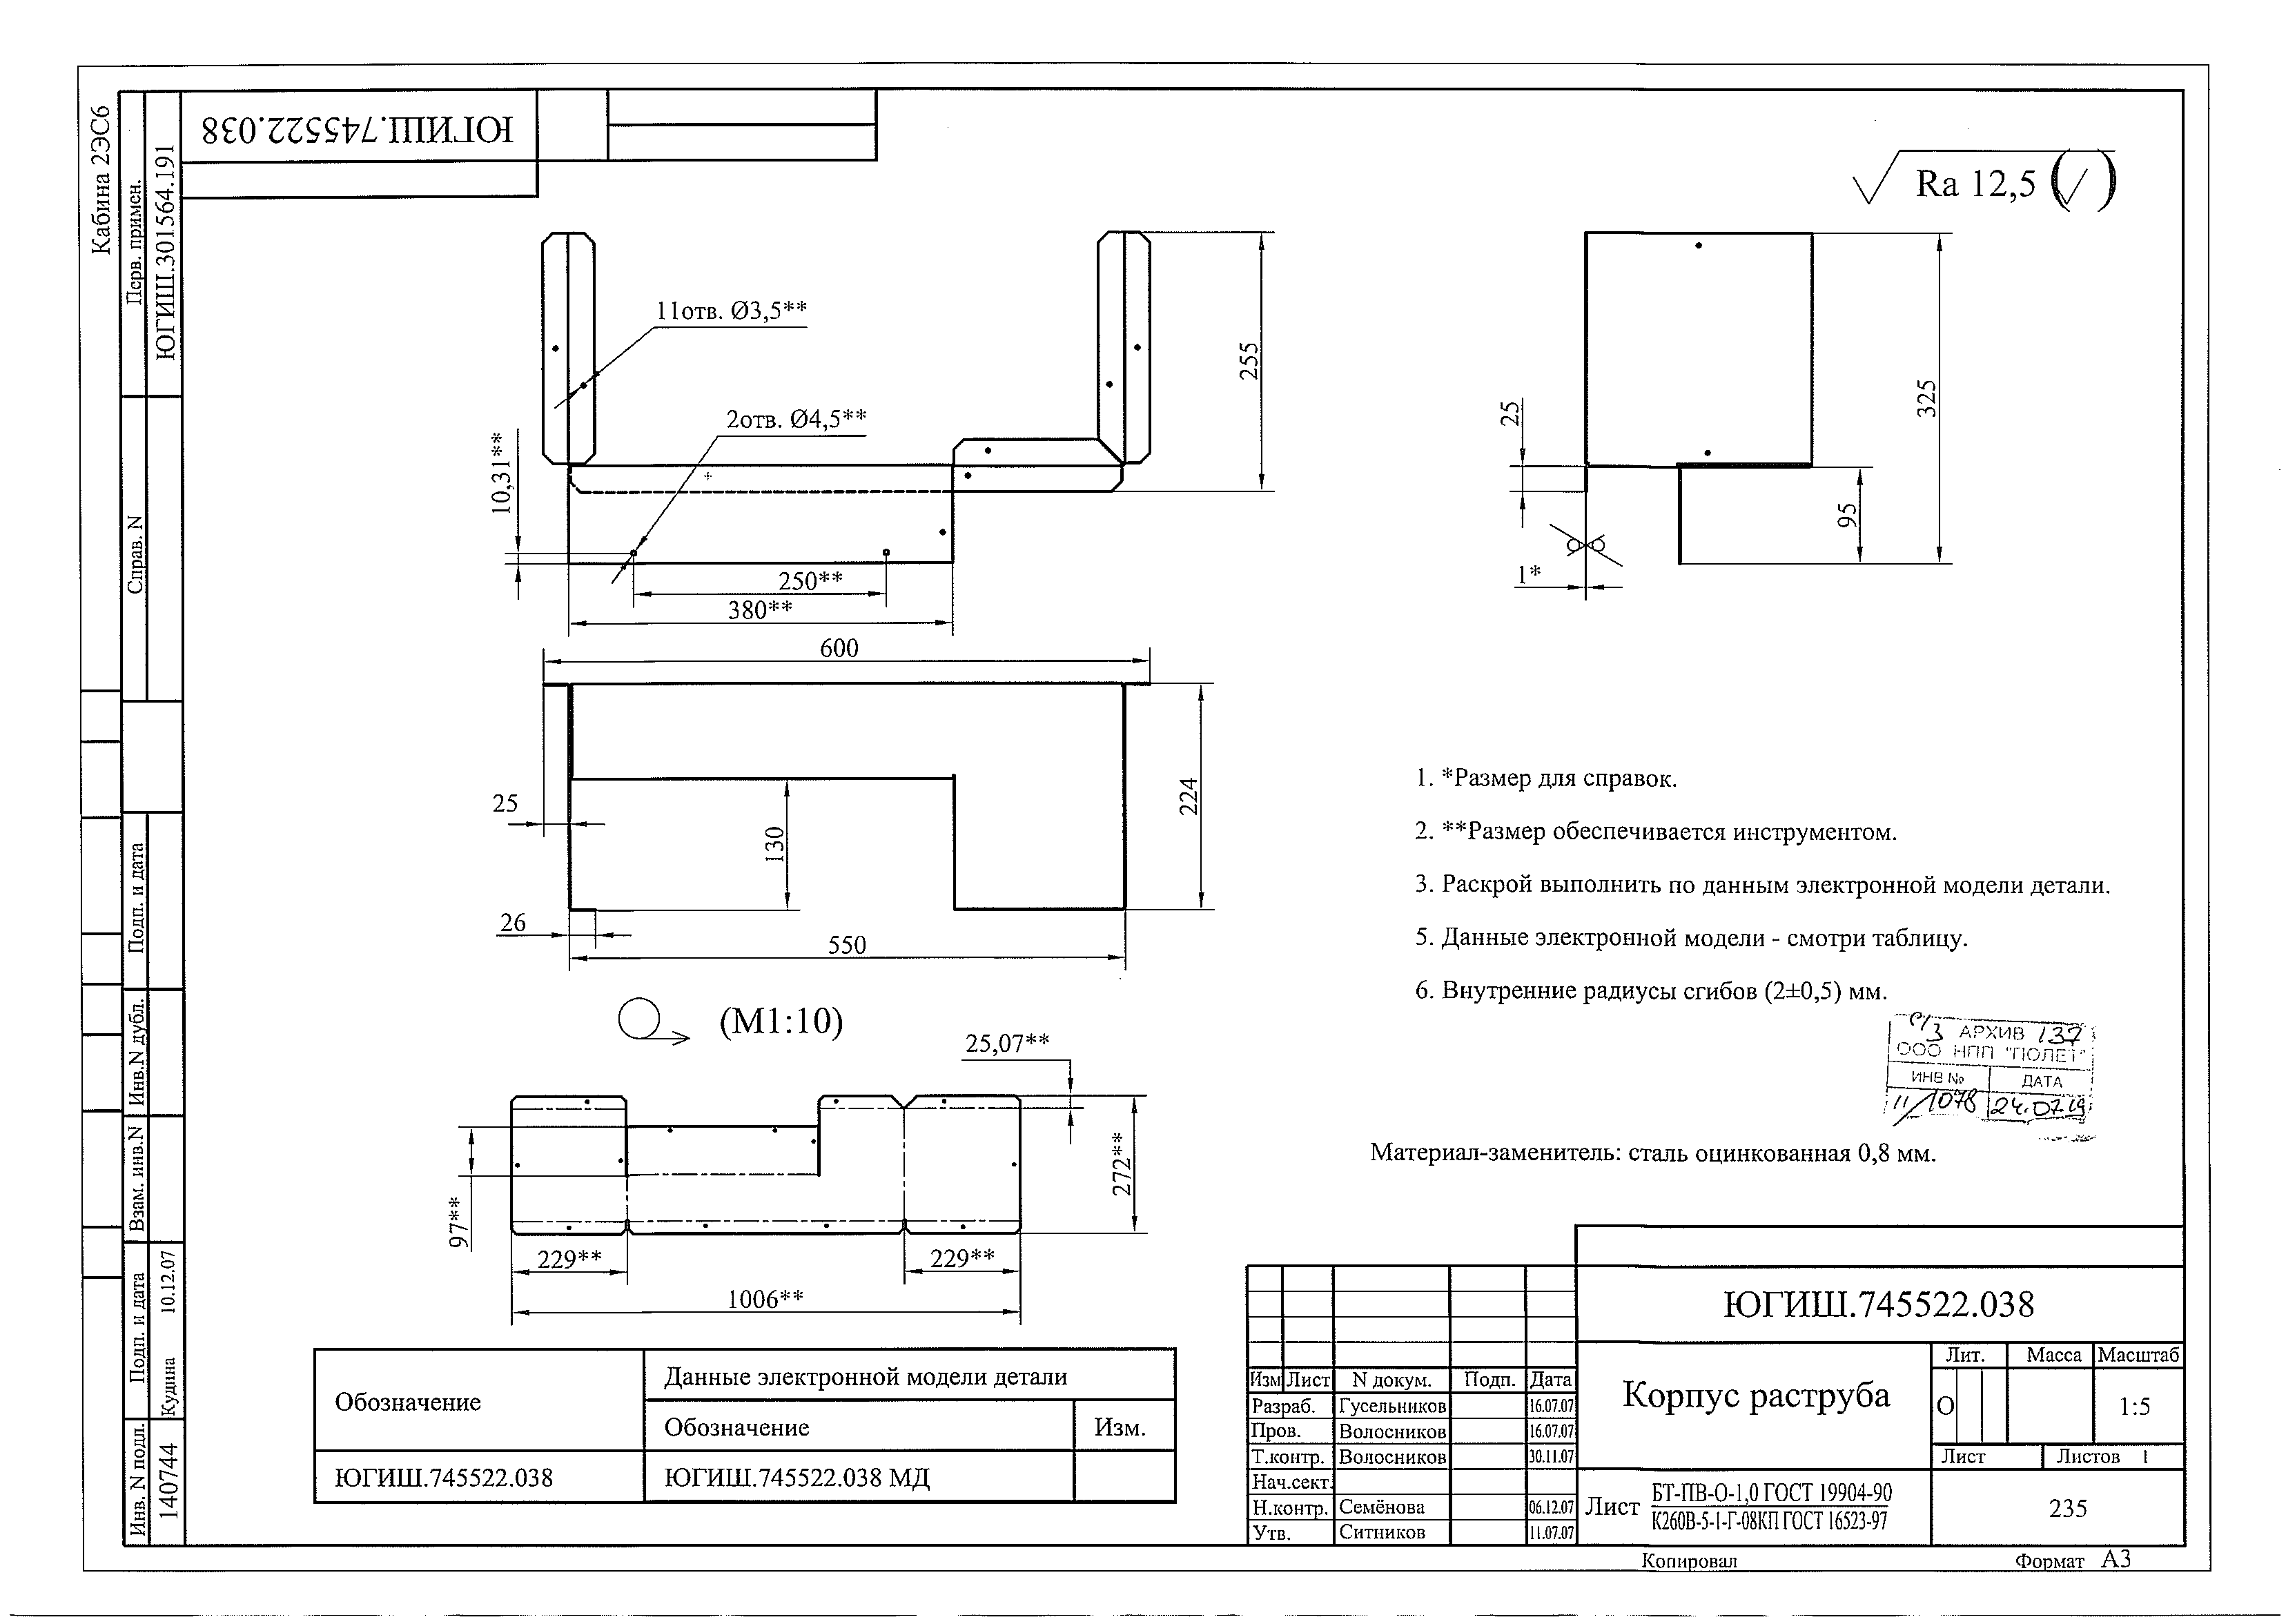 Кабина 2ЭС6
Перв. примен.
ЮГИШ.301564.191
Справ. N
Подп. и дата
Инв.N дубл.
Взам. инв.N
Подп. и дата
Кудина 10.12.07
Инв. N подл.
140744
ЮГИШ.745522.038
Ra 12,5 ( )
11отв. Ø3,5**
2отв. Ø4,5**
10,31**
250**
380**
255
25
325
95
1*
600
25
130
224
26
550
(М1:10)
25,07**
97**
272**
229**
229**
1006**
1. *Размер для справок.
2. **Размер обеспечивается инструментом.
3. Раскрой выполнить по данным электронной модели детали.
5. Данные электронной модели - смотри таблицу.
6. Внутренние радиусы сгибов (2±0,5) мм.
АРХИВ 137
ООО НПП "ПОЛЕТ"
ИНВ № ДАТА
11/1078 24.07.19
Материал-заменитель: сталь оцинкованная 0,8 мм.
Обозначение
Данные электронной модели детали
Обозначение Изм.
ЮГИШ.745522.038 ЮГИШ.745522.038 МД
ЮГИШ.745522.038
Изм Лист N докум. Подп. Дата
Разраб. Гусельников 16.07.07
Пров. Волосников 16.07.07
Т.контр. Волосников 30.11.07
Нач.сект.
Н.контр. Семёнова 06.12.07
Утв. Ситников 11.07.07
Корпус раструба
Лит. Масса Масштаб
О 1:5
Лист Листов 1
Лист БТ-ПВ-О-1,0 ГОСТ 19904-90
К260В-5-1-Г-08КП ГОСТ 16523-97
235
Копировал Формат А3